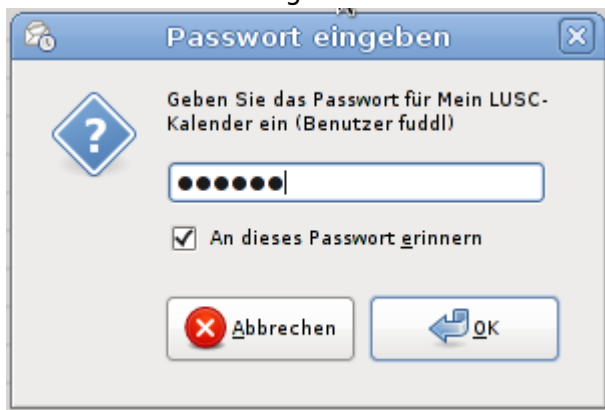 Passwort eingeben
Geben Sie das Passwort für Mein LUSC-
Kalender ein (Benutzer fuddl)
●●●●●●
An dieses Passwort erinnern
Abbrechen
OK